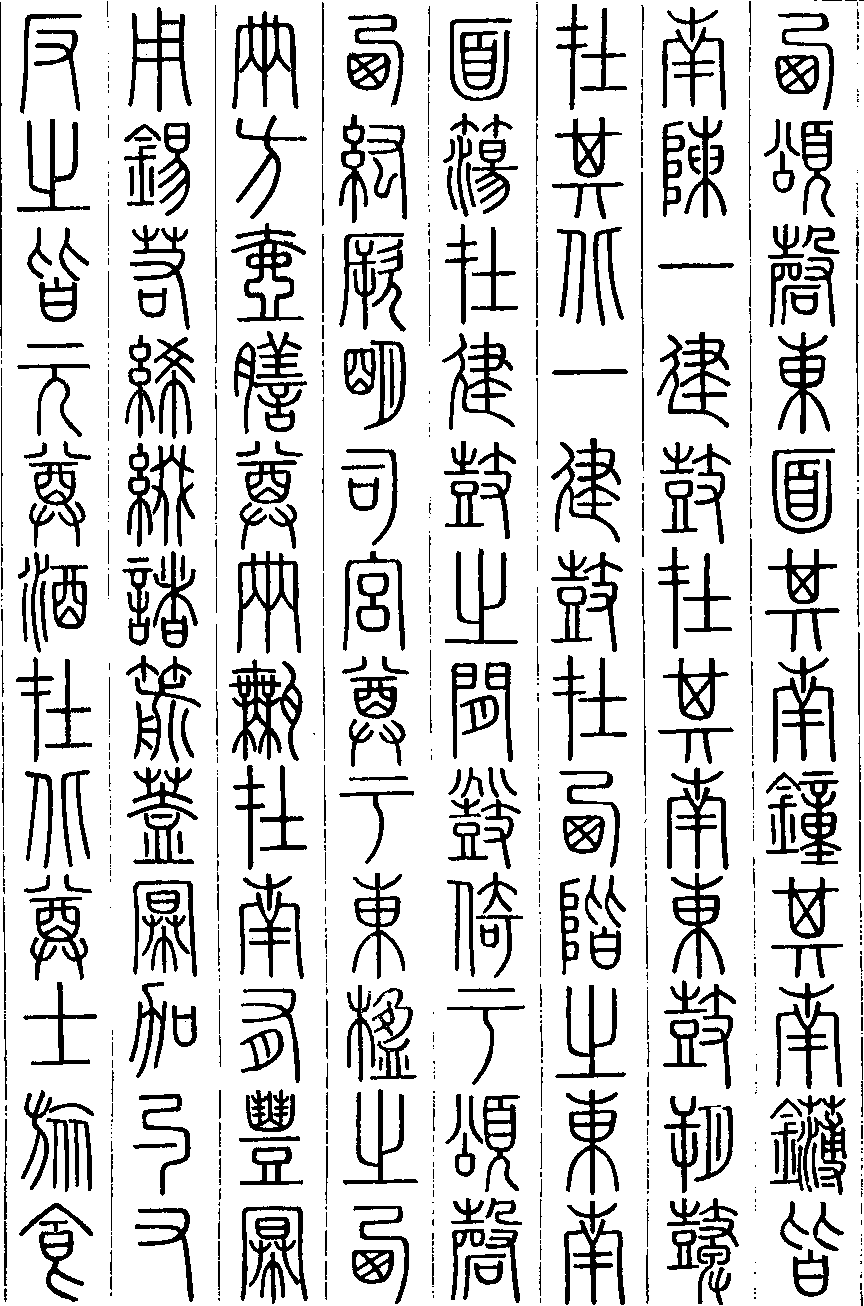 西頌磬東面其南鐘其南鑮皆
南陳一建鼓在其南東鼓朔鼙
在其北一建鼓在西階之東南
面簜在建鼓之間鼗倚于頌磬
西紘厥明司宮尊于東楹之西
兩方壺膳尊兩甒在南有豐冪
用錫若絺綴諸箭蓋冪加勺又
反之皆元尊酒在北尊士旅食